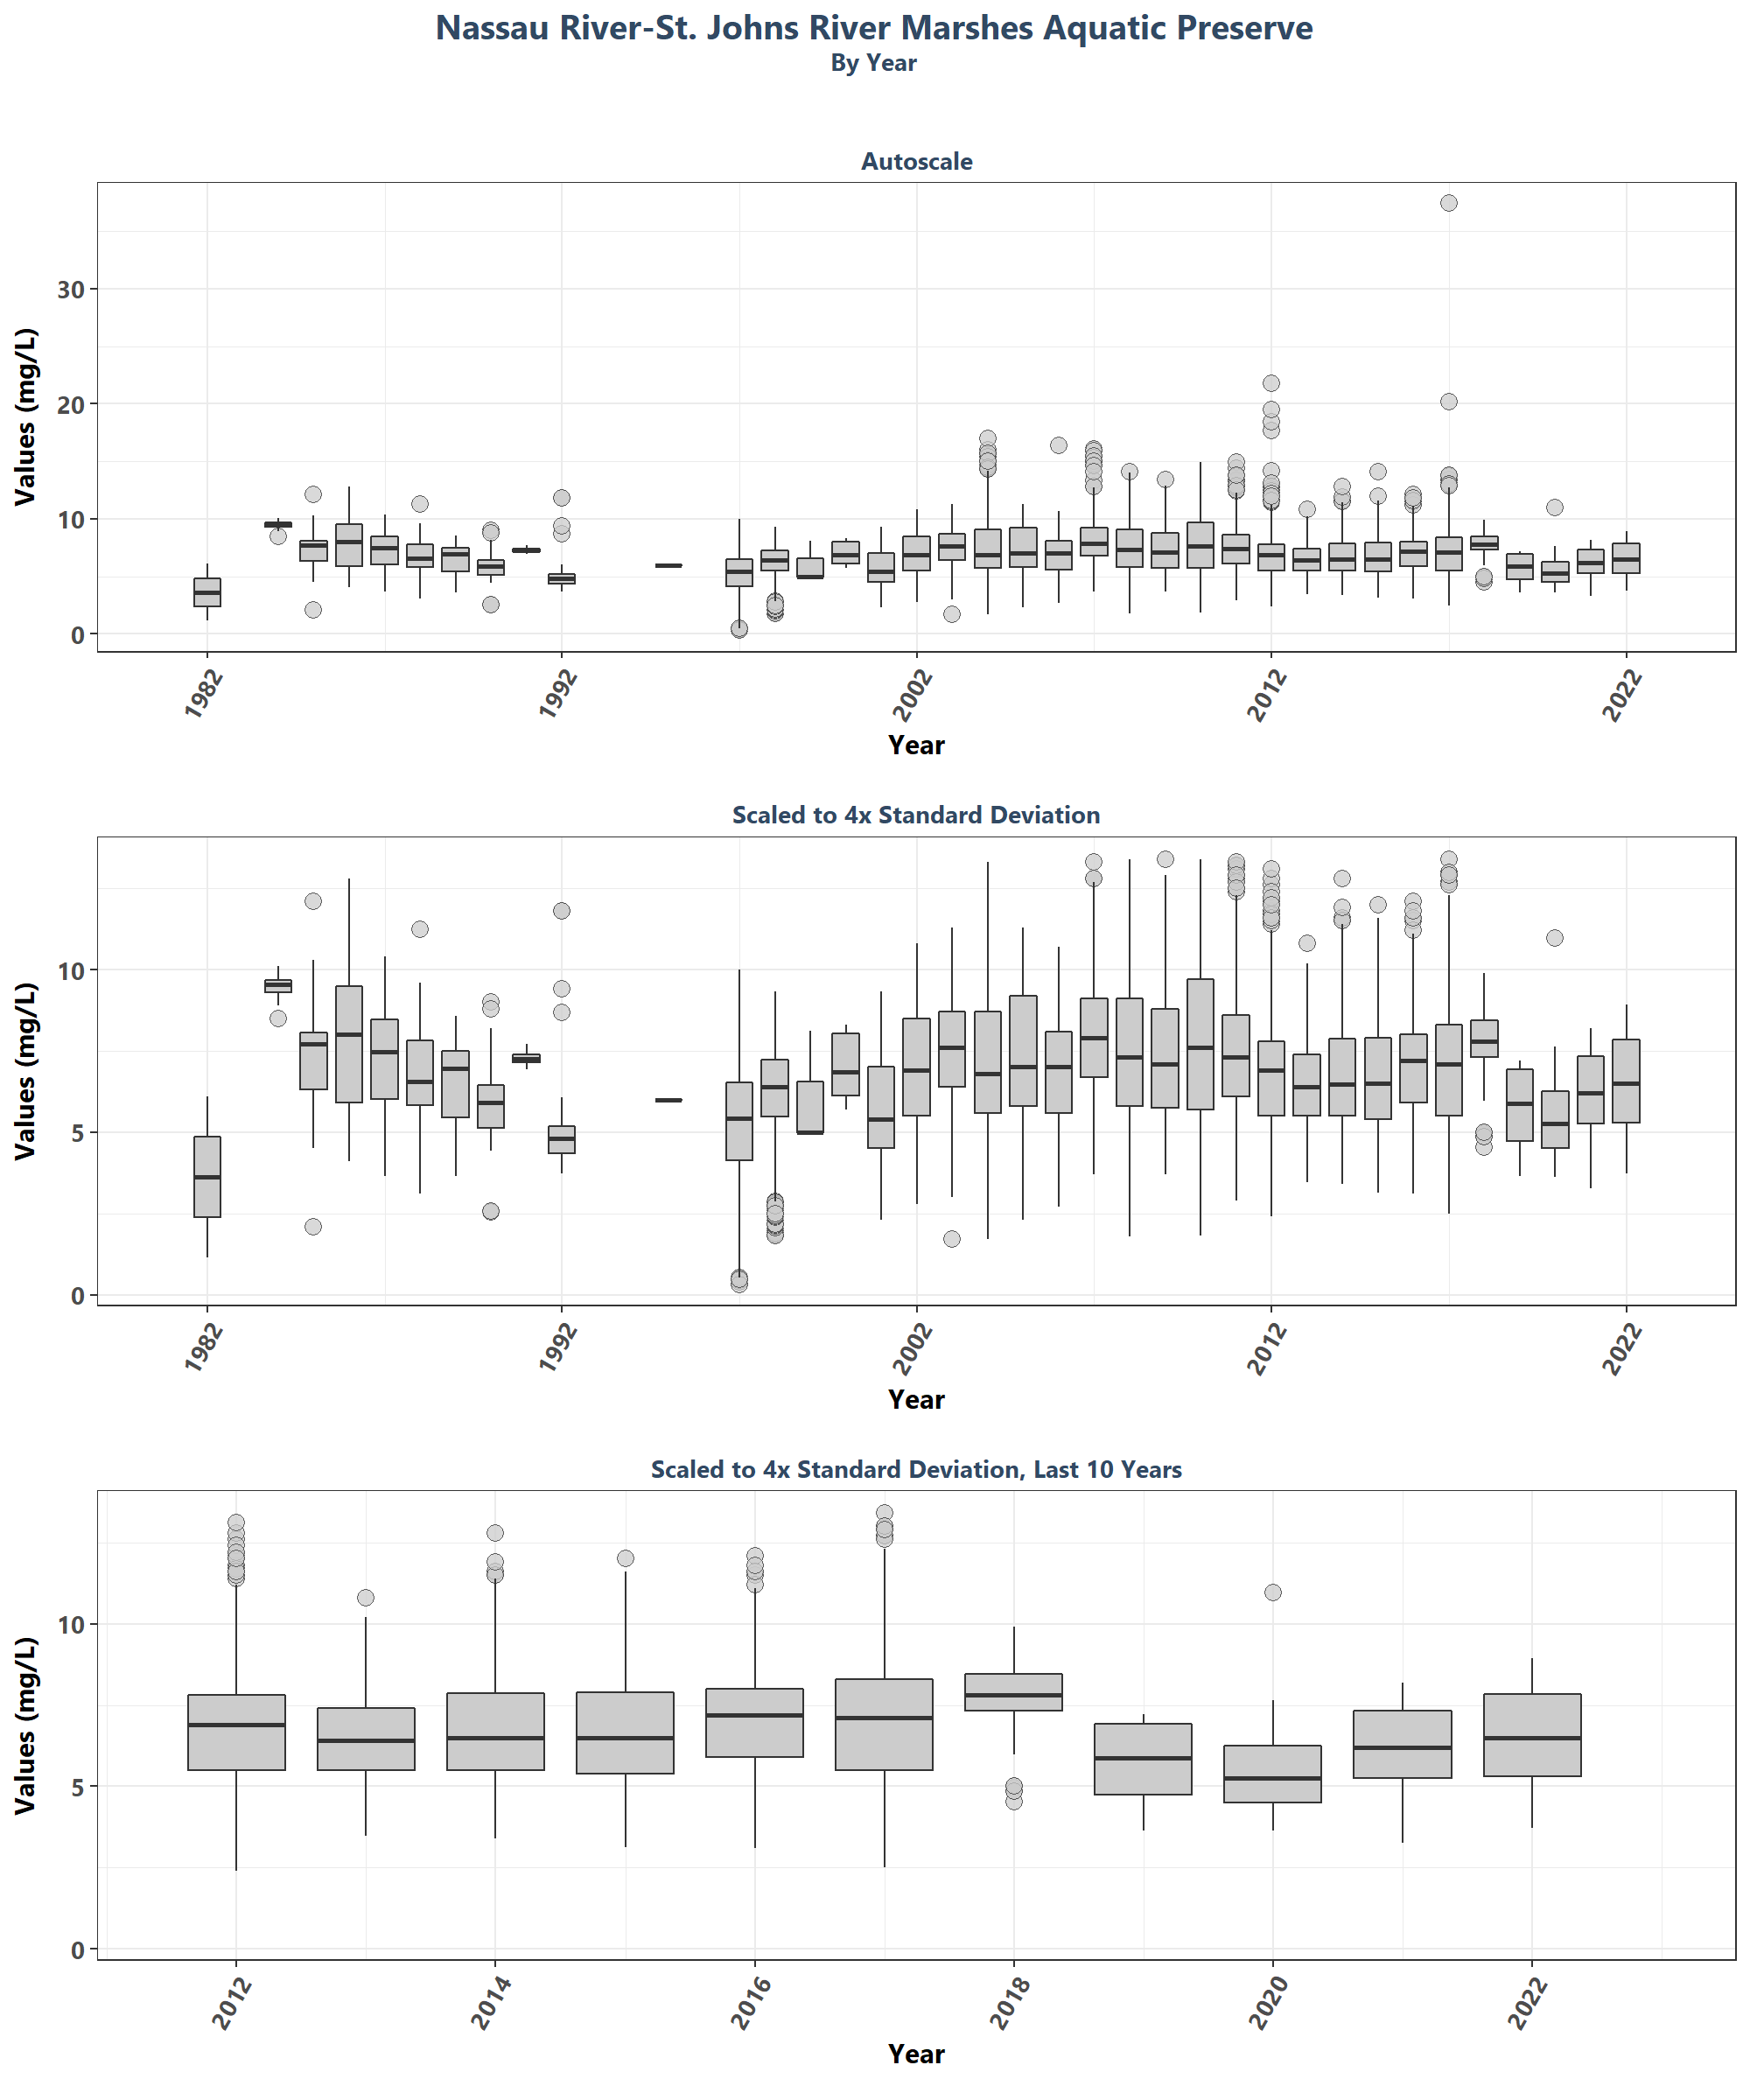 Nassau River-St. Johns River Marshes Aquatic Preserve
By Year
Autoscale
Values (mg/L)
30
20
10
0
1982
1992
2002
2012
2022
Year
Scaled to 4x Standard Deviation
Values (mg/L)
10
5
0
1982
1992
2002
2012
2022
Year
Scaled to 4x Standard Deviation, Last 10 Years
Values (mg/L)
10
5
0
2012
2014
2016
2018
2020
2022
Year